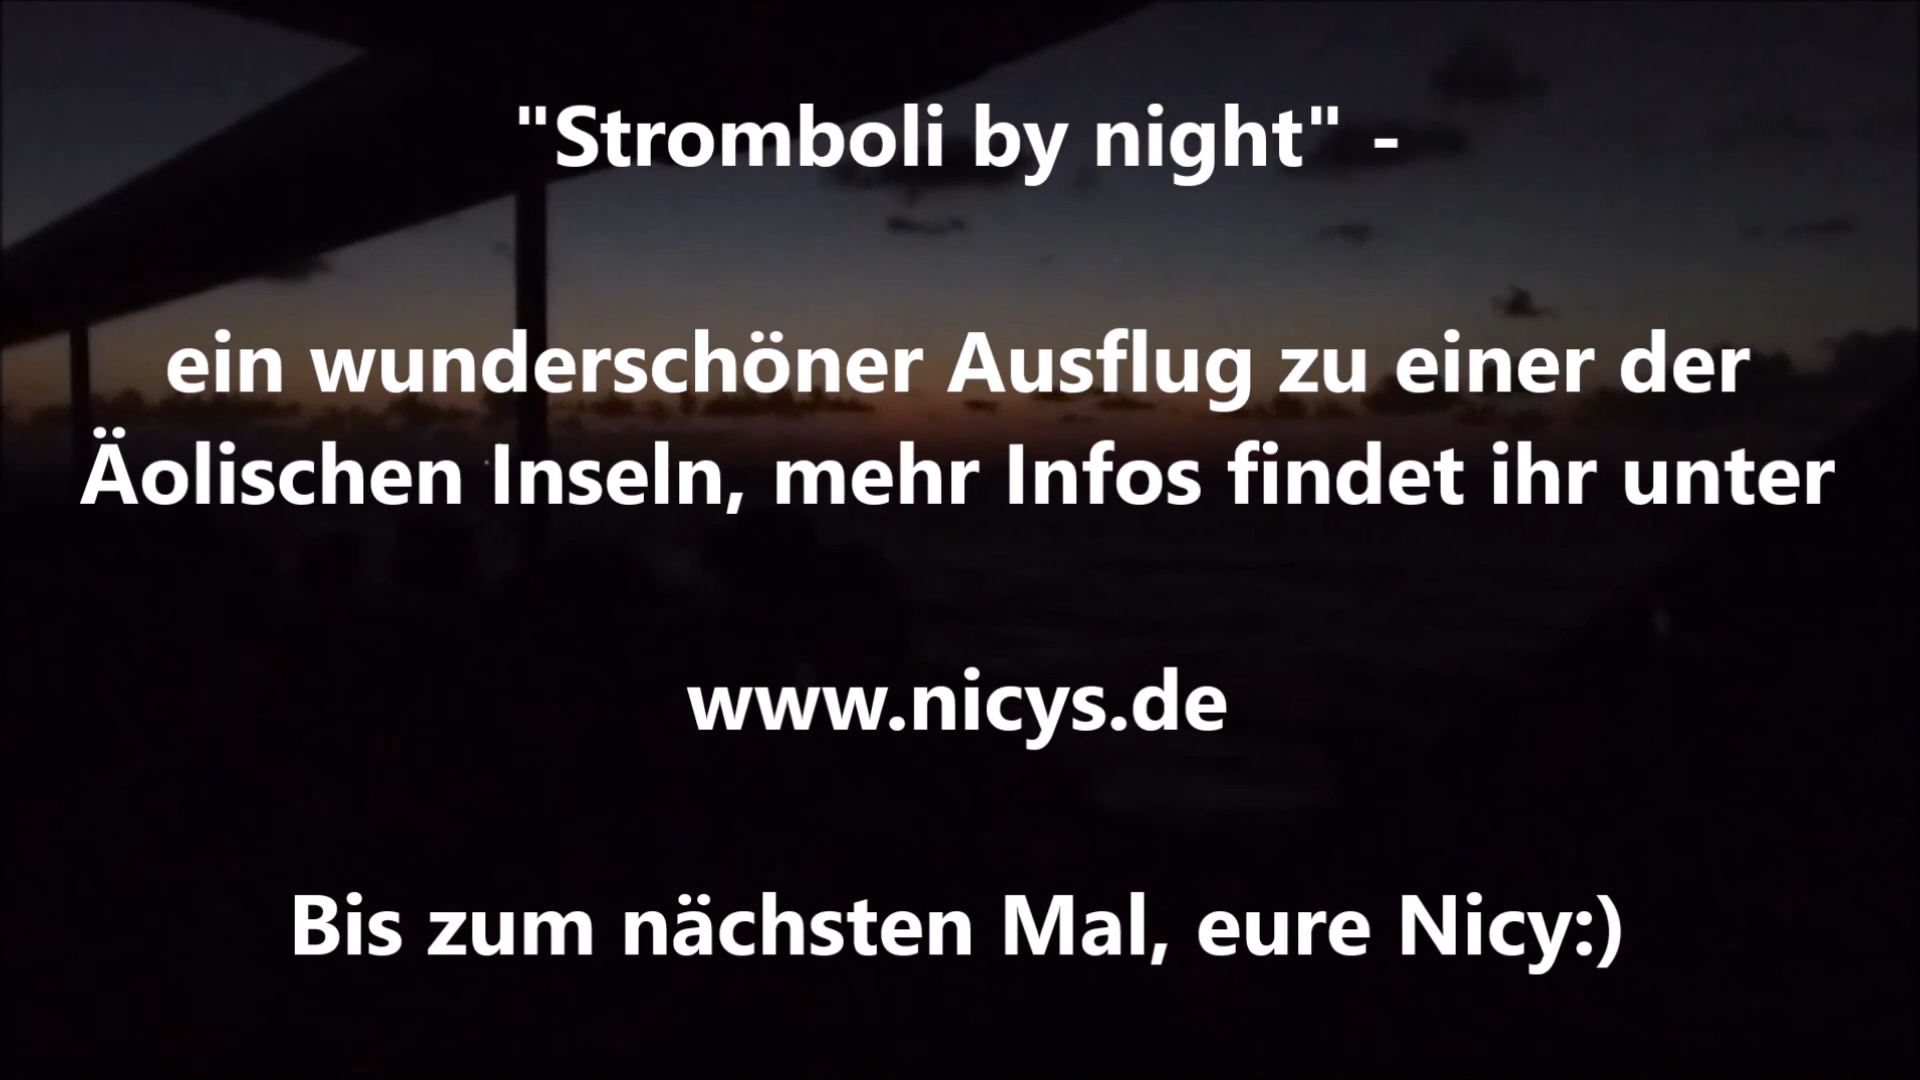 "Stromboli by night" -
ein wunderschöner Ausflug zu einer der
Äolischen Inseln, mehr Infos findet ihr unter
www.nicys.de
Bis zum nächsten Mal, eure Nicy:)